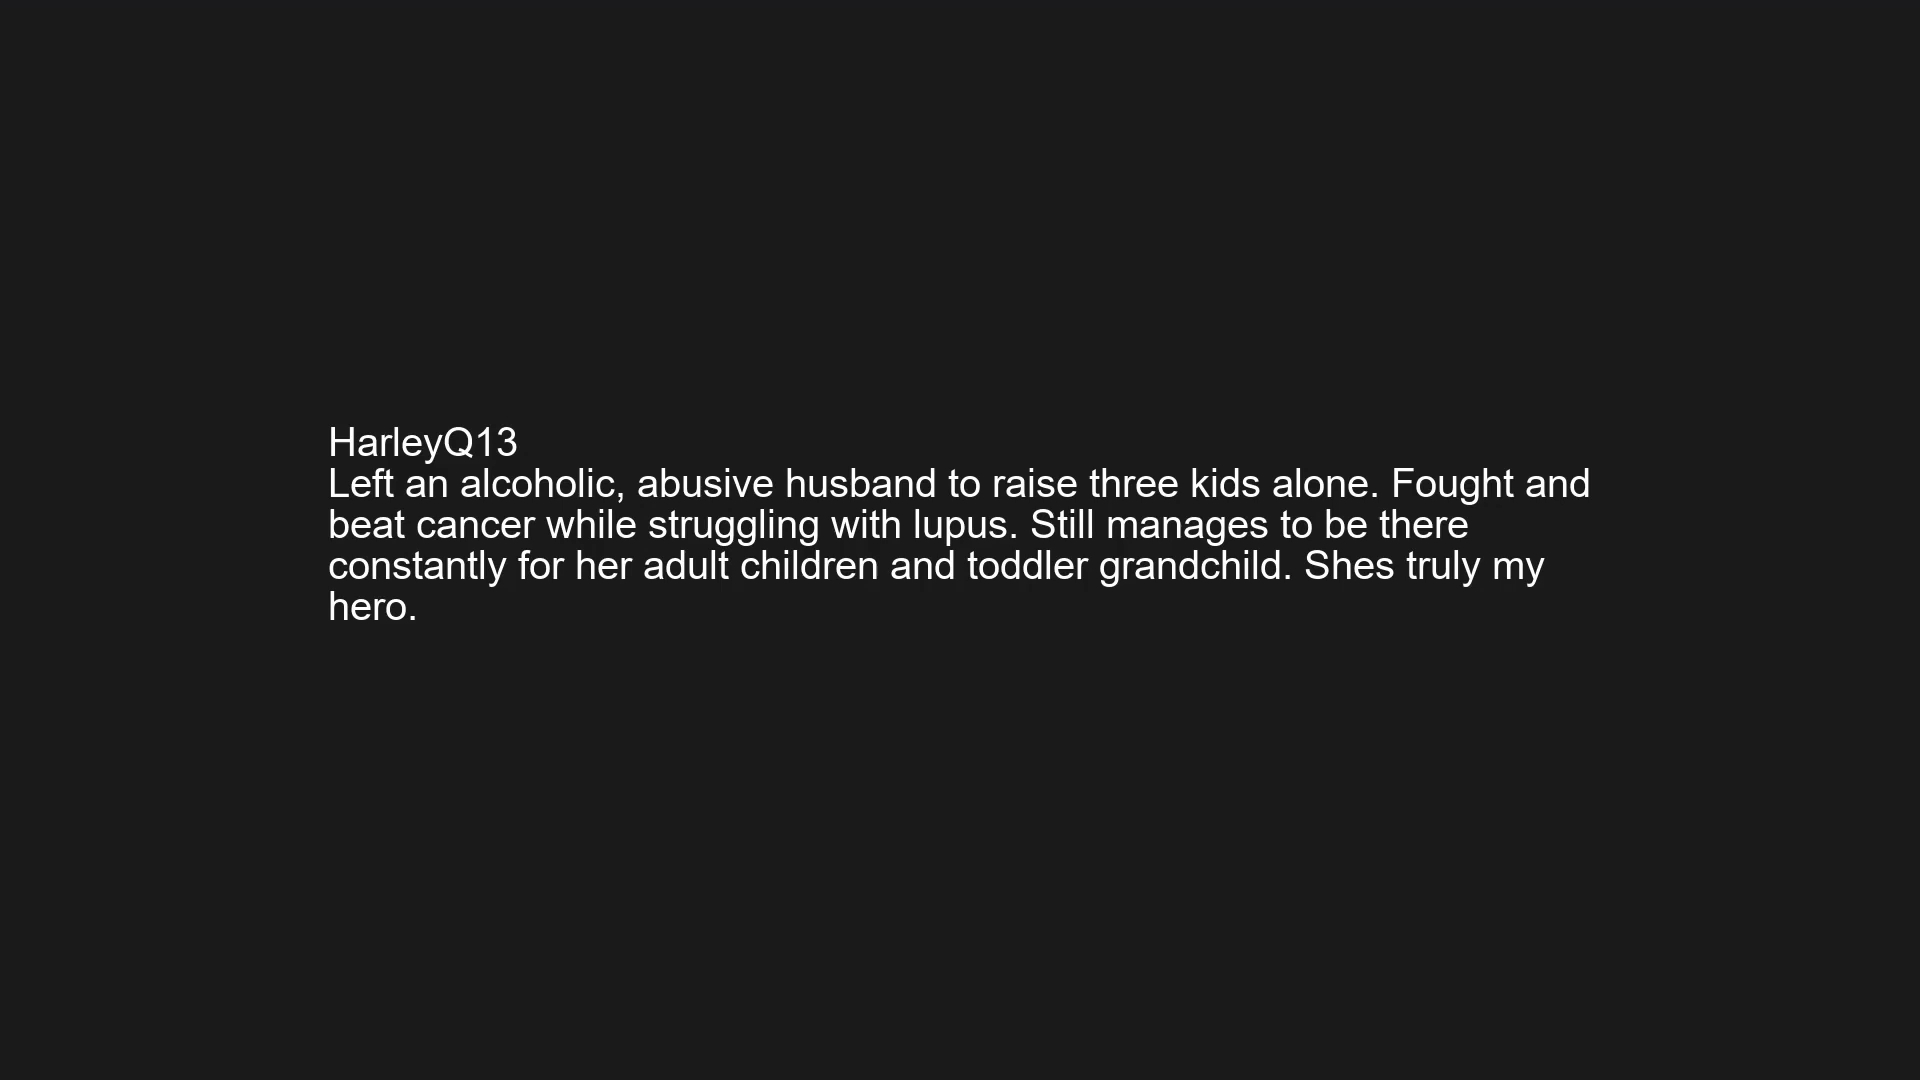 HarleyQ13
Left an alcoholic, abusive husband to raise three kids alone. Fought and
beat cancer while struggling with lupus. Still manages to be there
constantly for her adult children and toddler grandchild. Shes truly my
hero.